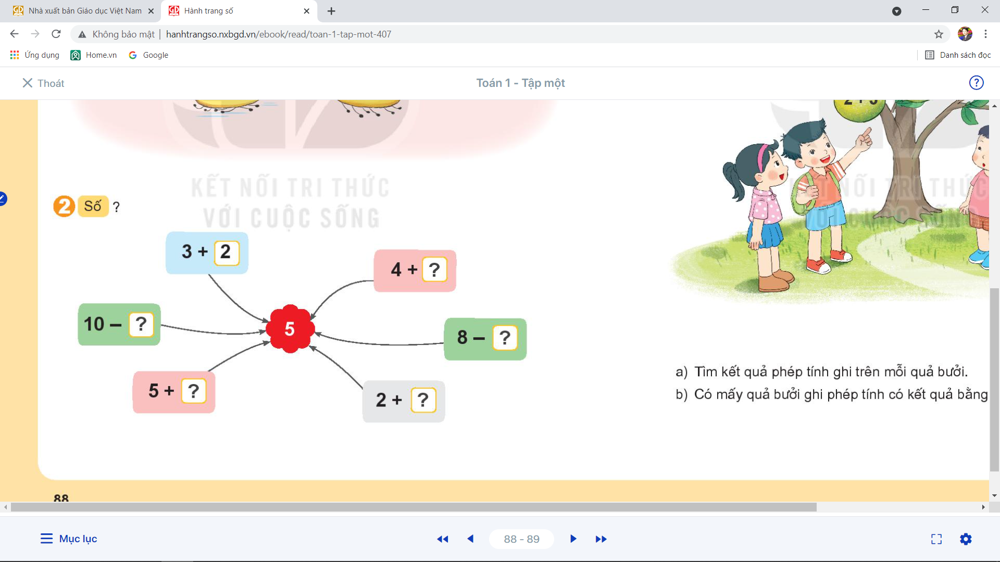 Nhà xuất bản Giáo dục Việt Nam
Hành trang số
Không bảo mật
hanhtrangso.nxbgd.vn/ebook/read/toan-1-tap-mot-407
Ứng dụng
Home.vn
Google
Danh sách đọc
Thoát
Toán 1 - Tập một
?
KẾT NỐI TRI THỨC
VỚI CUỘC SỐNG
NỐI TRI THỨC
VỚI CUỘC SỐNG
2 Số ?
3 + 2
4 + ?
10 – ?
5
8 – ?
5 + ?
2 + ?
a) Tìm kết quả phép tính ghi trên mỗi quả bưởi.
b) Có mấy quả bưởi ghi phép tính có kết quả bằng
88
Mục lục
88 - 89